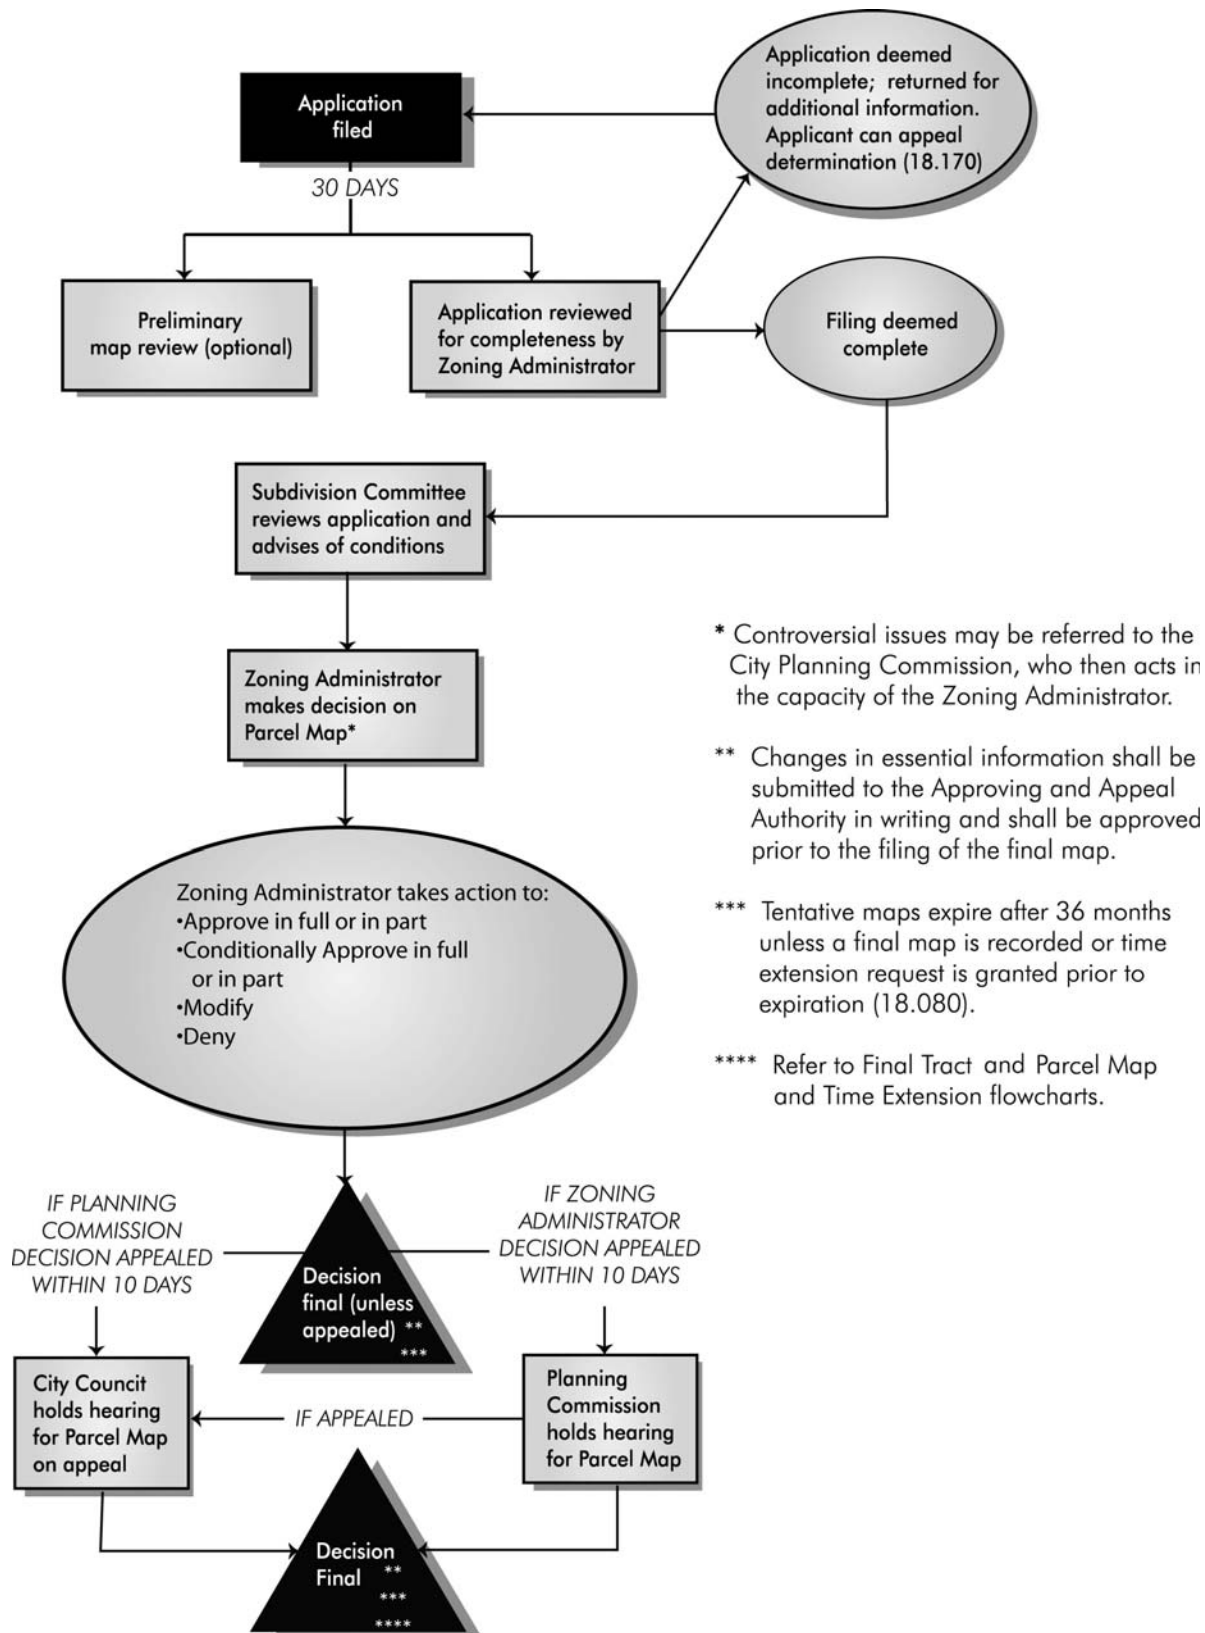 Application
filed
Application deemed
incomplete; returned for
additional information.
Applicant can appeal
determination (18.170)
30 DAYS
Preliminary
map review (optional)
Application reviewed
for completeness by
Zoning Administrator
Filing deemed
complete
Subdivision Committee
reviews application and
advises of conditions
Zoning Administrator
makes decision on
Parcel Map*
* Controversial issues may be referred to the
City Planning Commission, who then acts in
the capacity of the Zoning Administrator.
** Changes in essential information shall be
submitted to the Approving and Appeal
Authority in writing and shall be approved
prior to the filing of the final map.
*** Tentative maps expire after 36 months
unless a final map is recorded or time
extension request is granted prior to
expiration (18.080).
**** Refer to Final Tract and Parcel Map
and Time Extension flowcharts.
Zoning Administrator takes action to:
•Approve in full or in part
•Conditionally Approve in full
or in part
•Modify
•Deny
IF PLANNING
COMMISSION
DECISION APPEALED
WITHIN 10 DAYS
IF ZONING
ADMINISTRATOR
DECISION APPEALED
WITHIN 10 DAYS
Decision
final (unless
appealed) **
***
City Councit
holds hearing
for Parcel Map
on appeal
IF APPEALED
Planning
Commission
holds hearing
for Parcel Map
Decision
Final **
***
****